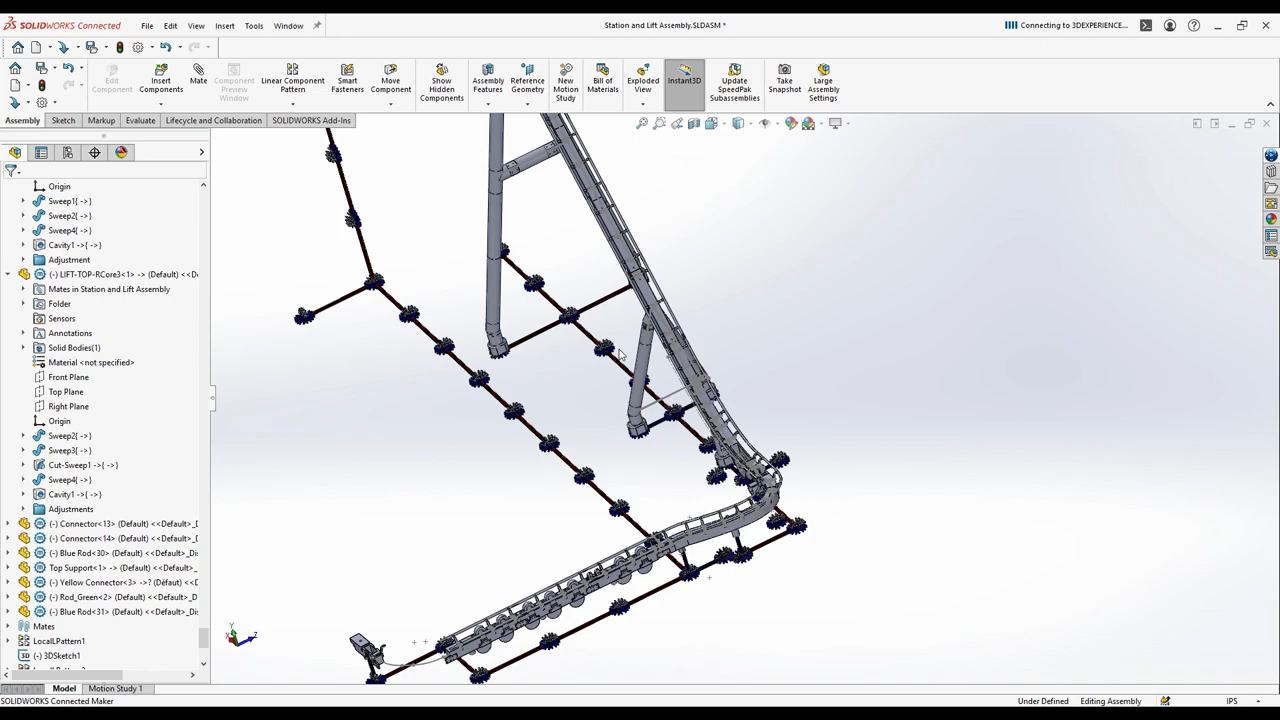 SOLIDWORKS Connected
File Edit View Insert Tools Window
Station and Lift Assembly.SLDASM *
Connecting to 3DEXPERIENCE...
Edit Component
Insert Components
Mate
Component Preview Window
Linear Component Pattern
Smart Fasteners
Move Component
Show Hidden Components
Assembly Features
Reference Geometry
New Motion Study
Bill of Materials
Exploded View
Instant3D
Update SpeedPak Subassemblies
Take Snapshot
Large Assembly Settings
Assembly Sketch Markup Evaluate Lifecycle and Collaboration SOLIDWORKS Add-Ins
Origin
Sweep1{ ->}
Sweep2{ ->}
Sweep4{ ->}
Cavity1 ->{ ->}
Adjustment
(-) LIFT-TOP-RCore3<1> -> (Default) <<D
Mates in Station and Lift Assembly
Folder
Sensors
Annotations
Solid Bodies(1)
Material <not specified>
Front Plane
Top Plane
Right Plane
Origin
Sweep2{ ->}
Sweep3{ ->}
Cut-Sweep1 ->{ ->}
Sweep4{ ->}
Cavity1 ->{ ->}
Adjustments
(-) Connector<13> (Default) <<Default>_D
(-) Connector<14> (Default) <<Default>_D
(-) Blue Rod<30> (Default) <<Default>_Dis
Top Support<1> -> (Default) <<Default>_
(-) Yellow Connector<3> ->? (Défaut) <<D
(-) Rod_Green<2> (Default) <<Default>_D
(-) Blue Rod<31> (Default) <<Default>_Dis
Mates
LocalLPattern1
(-) 3DSketch1
Y
X
Z
Model Motion Study 1
SOLIDWORKS Connected Maker
Under Defined
Editing Assembly
IPS